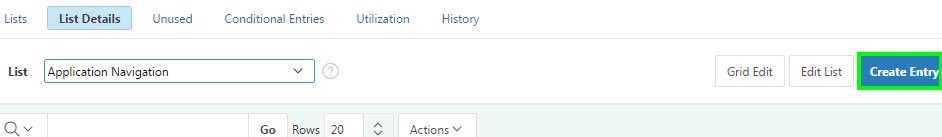 Lists List Details Unused Conditional Entries Utilization History
List Application Navigation ? Grid Edit Edit List Create Entry
Go Rows 20 Actions